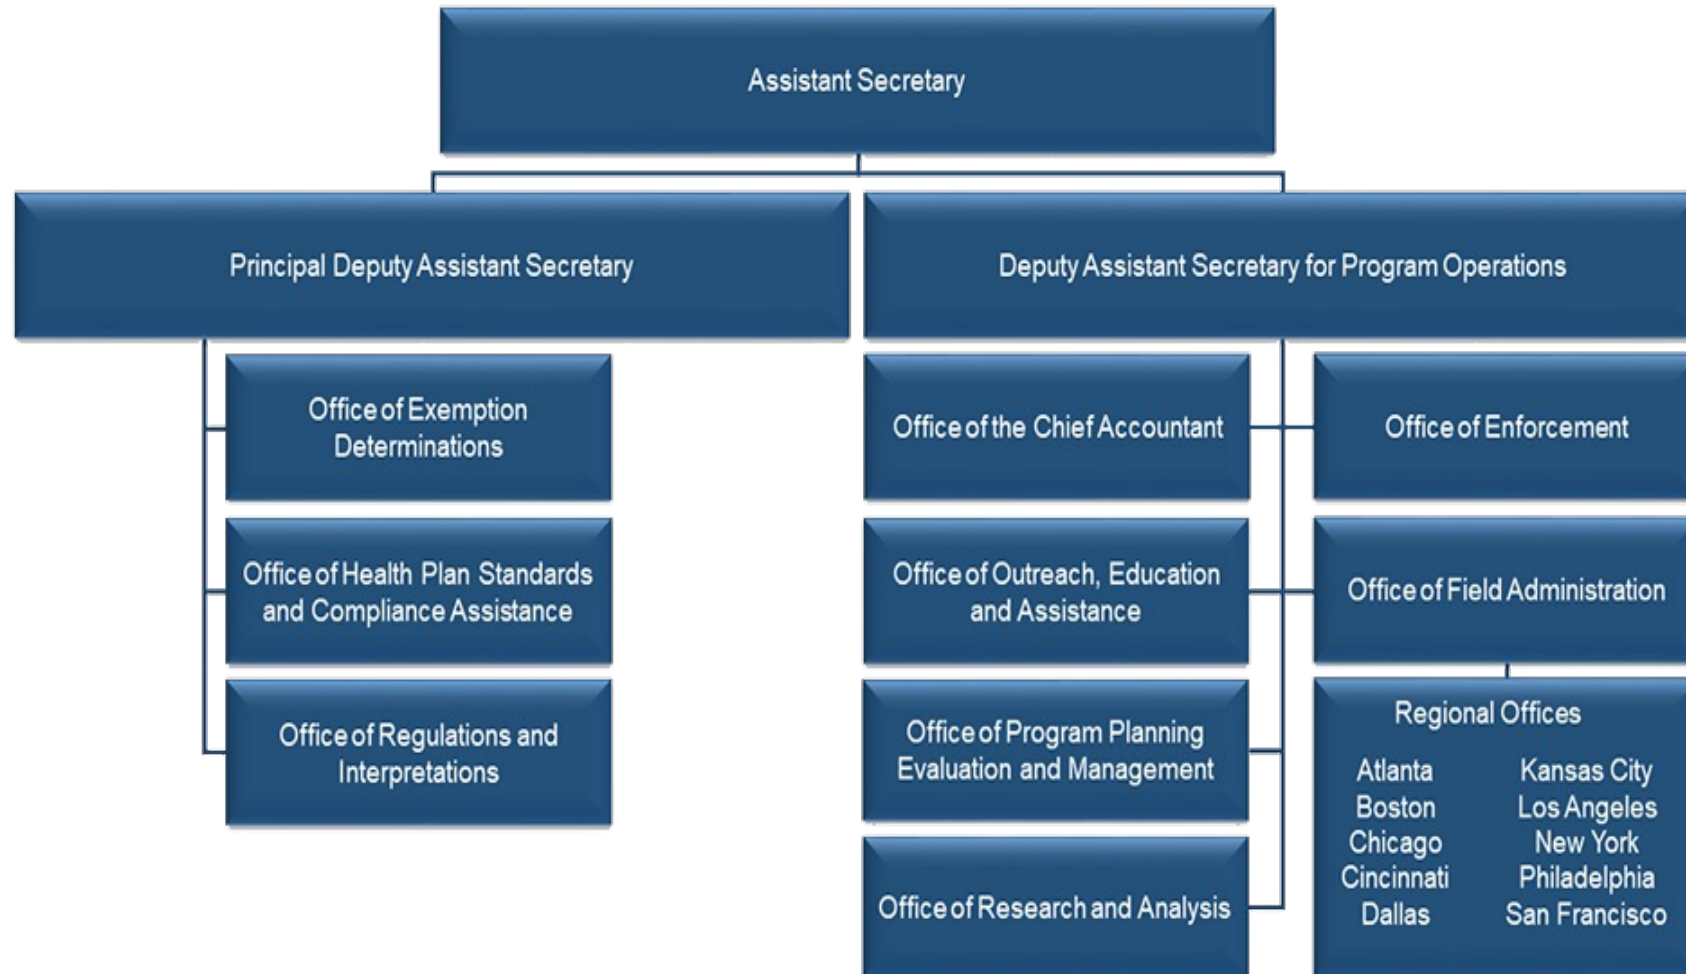 Assistant Secretary
Principal Deputy Assistant Secretary
Deputy Assistant Secretary for Program Operations
Office of Exemption
Determinations
Office of Health Plan Standards
and Compliance Assistance
Office of Regulations and
Interpretations
Office of the Chief Accountant
Office of Enforcement
Office of Outreach, Education
and Assistance
Office of Field Administration
Office of Program Planning
Evaluation and Management
Office of Research and Analysis
Regional Offices
Atlanta
Boston
Chicago
Cincinnati
Dallas
Kansas City
Los Angeles
New York
Philadelphia
San Francisco